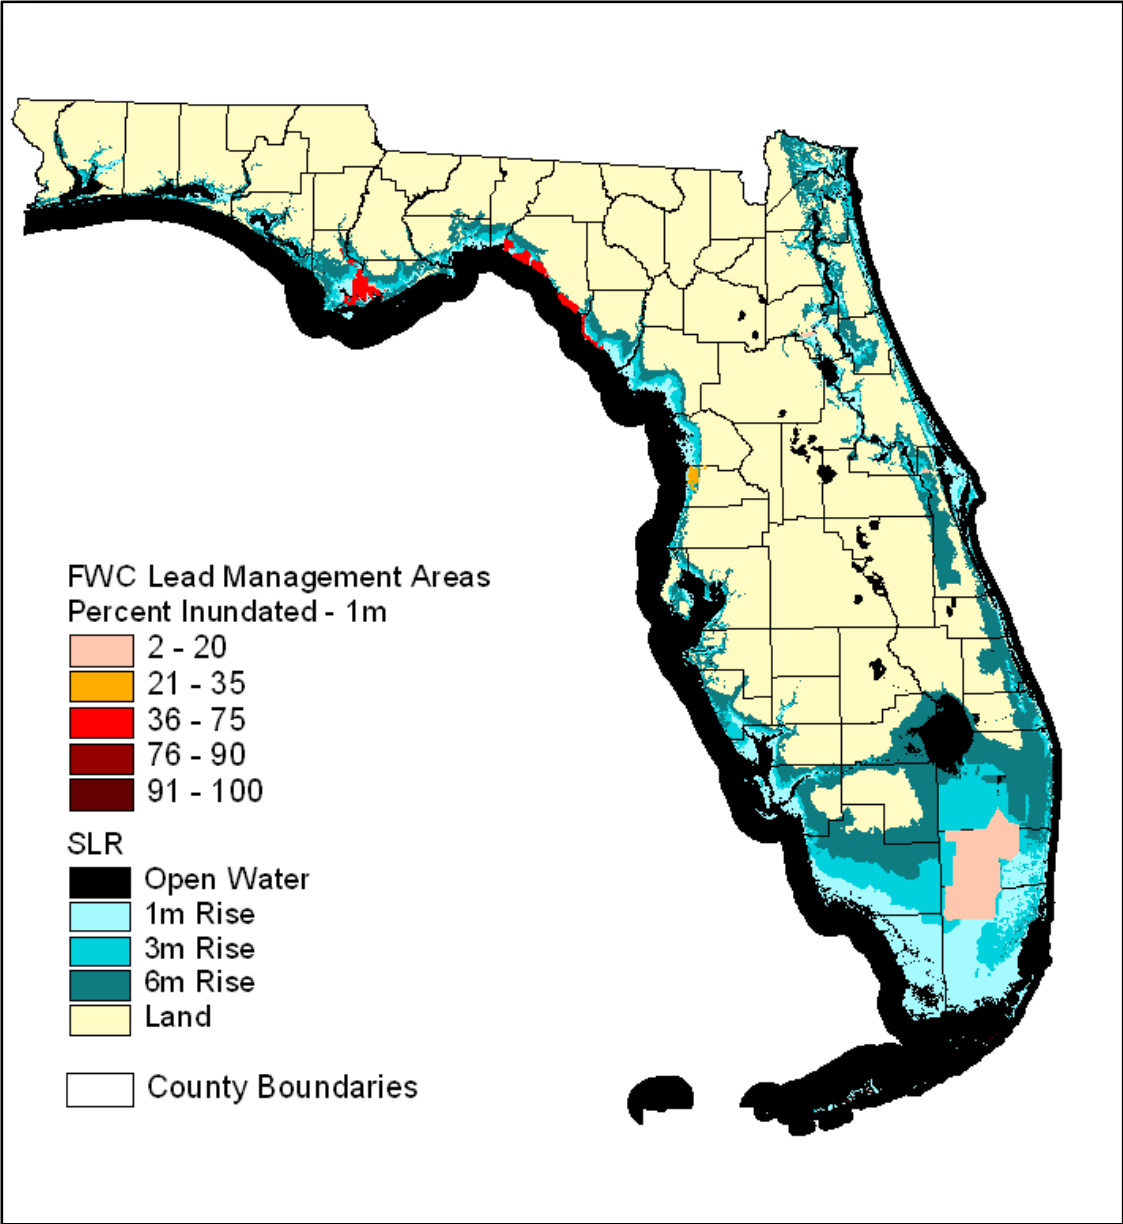 FWC Lead Management Areas
Percent Inundated - 1m
2 - 20
21 - 35
36 - 75
76 - 90
91 - 100
SLR
Open Water
1m Rise
3m Rise
6m Rise
Land
County Boundaries